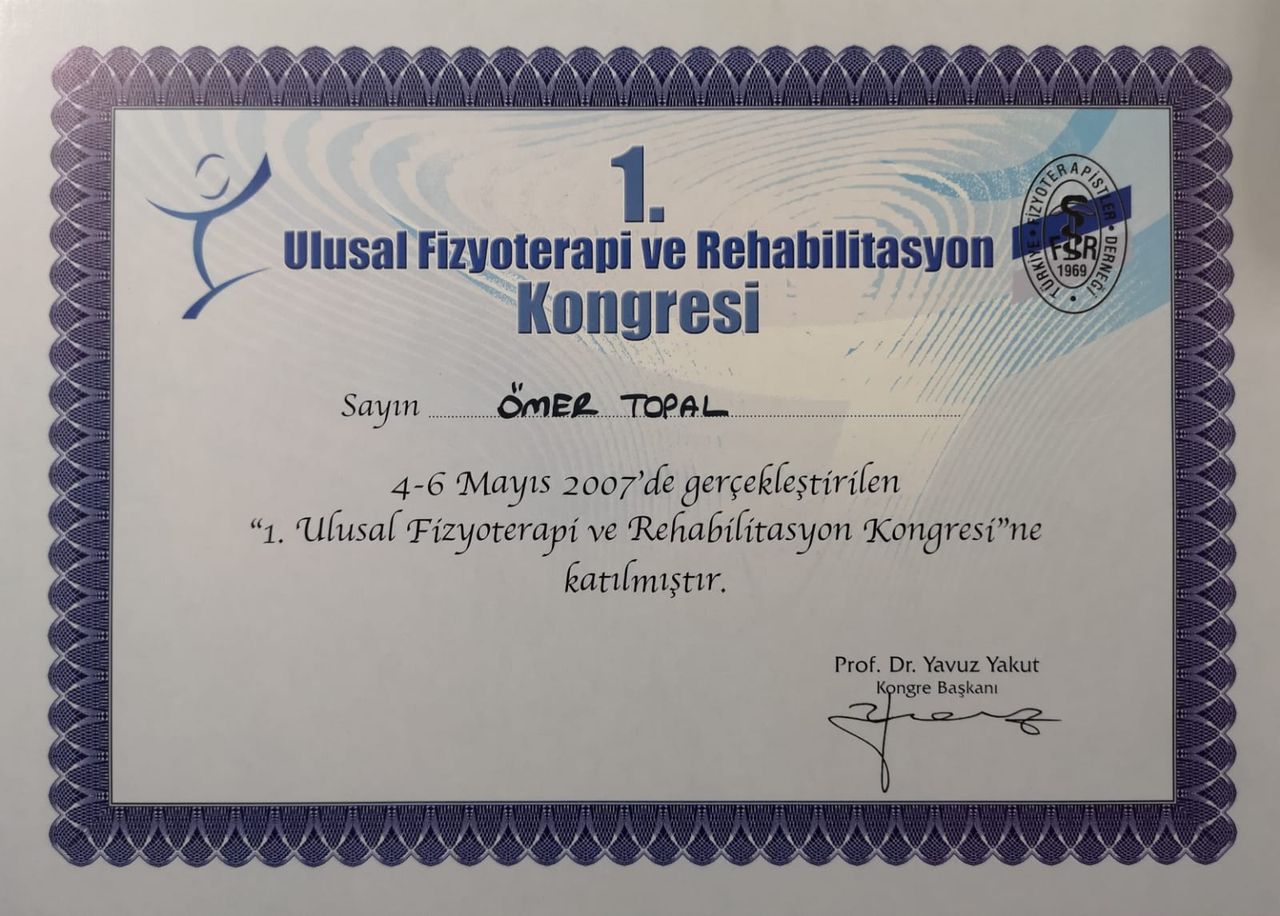 1.
Ulusal Fizyoterapi ve Rehabilitasyon
Kongresi
TÜRKİYE • FİZYOTERAPİSTLER • DERNEĞİ •
FSR
1969
Sayın ........ ÖMER TOPAL ........
4-6 Mayıs 2007'de gerçekleştirilen
“1. Ulusal Fizyoterapi ve Rehabilitasyon Kongresi”ne
katılmıştır.
Prof. Dr. Yavuz Yakut
Kongre Başkanı